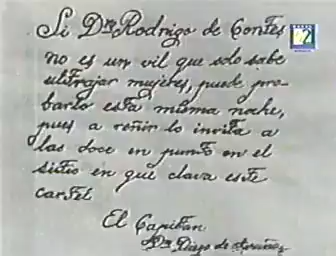 Si Dn Rodrigo de Contes
no es un vil que solo sabe
ultrajar mujeres, puede pro-
barlo esta misma noche,
pues a reñir lo invita a
las doce en punto en el
sitio en que clava este
cartel
El Capitan
Dn Diego de
2